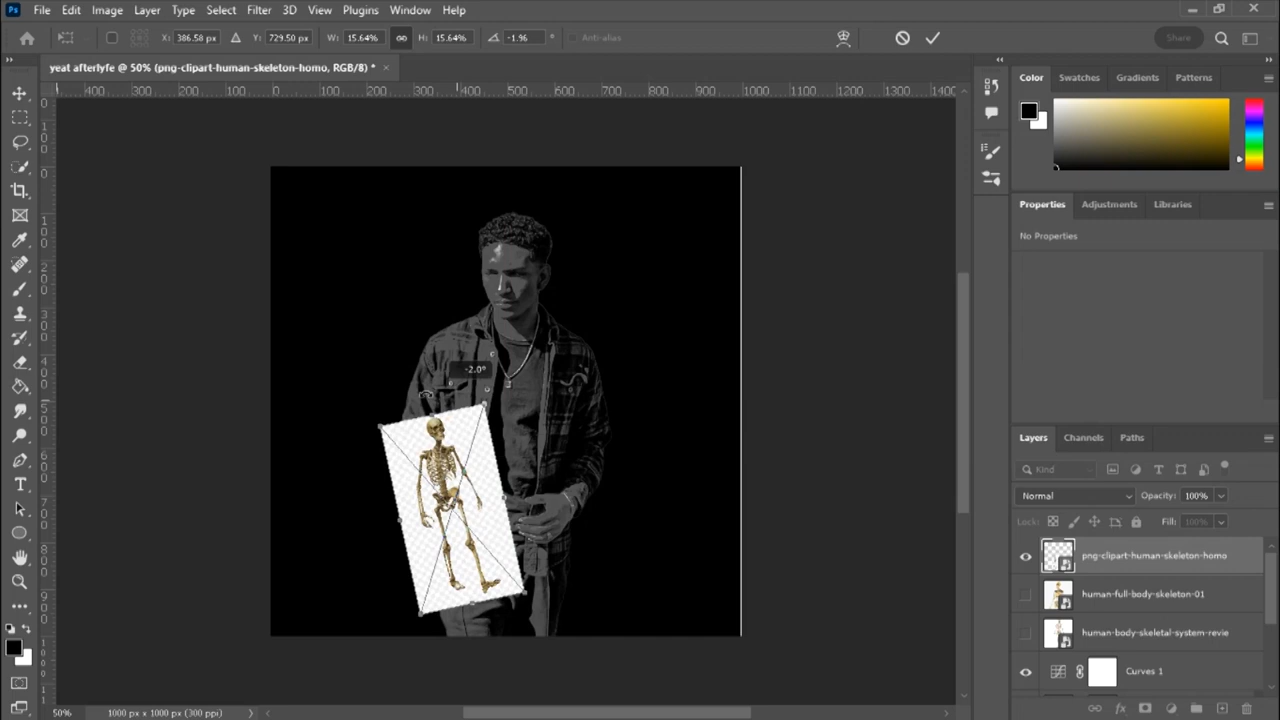 Ps File Edit Image Layer Type Select Filter 3D View Plugins Window Help
X: 386.58 px Y: 729.50 px W: 15.64% H: 15.64% -1.96 ° Anti-alias Share
yeat afterlyfe @ 50% (png-clipart-human-skeleton-homo, RGB/8) * ×
400 300 200 100 0 100 200 300 400 500 600 700 800 900 1000 1100 1200 1300 1400
Color Swatches Gradients Patterns
Properties Adjustments Libraries
No Properties
-2.0°
Layers Channels Paths
Kind
Normal Opacity: 100%
Lock: Fill: 100%
png-clipart-human-skeleton-homo
human-full-body-skeleton-01
human-body-skeletal-system-revie
Curves 1
50% 1000 px x 1000 px (300 ppi)